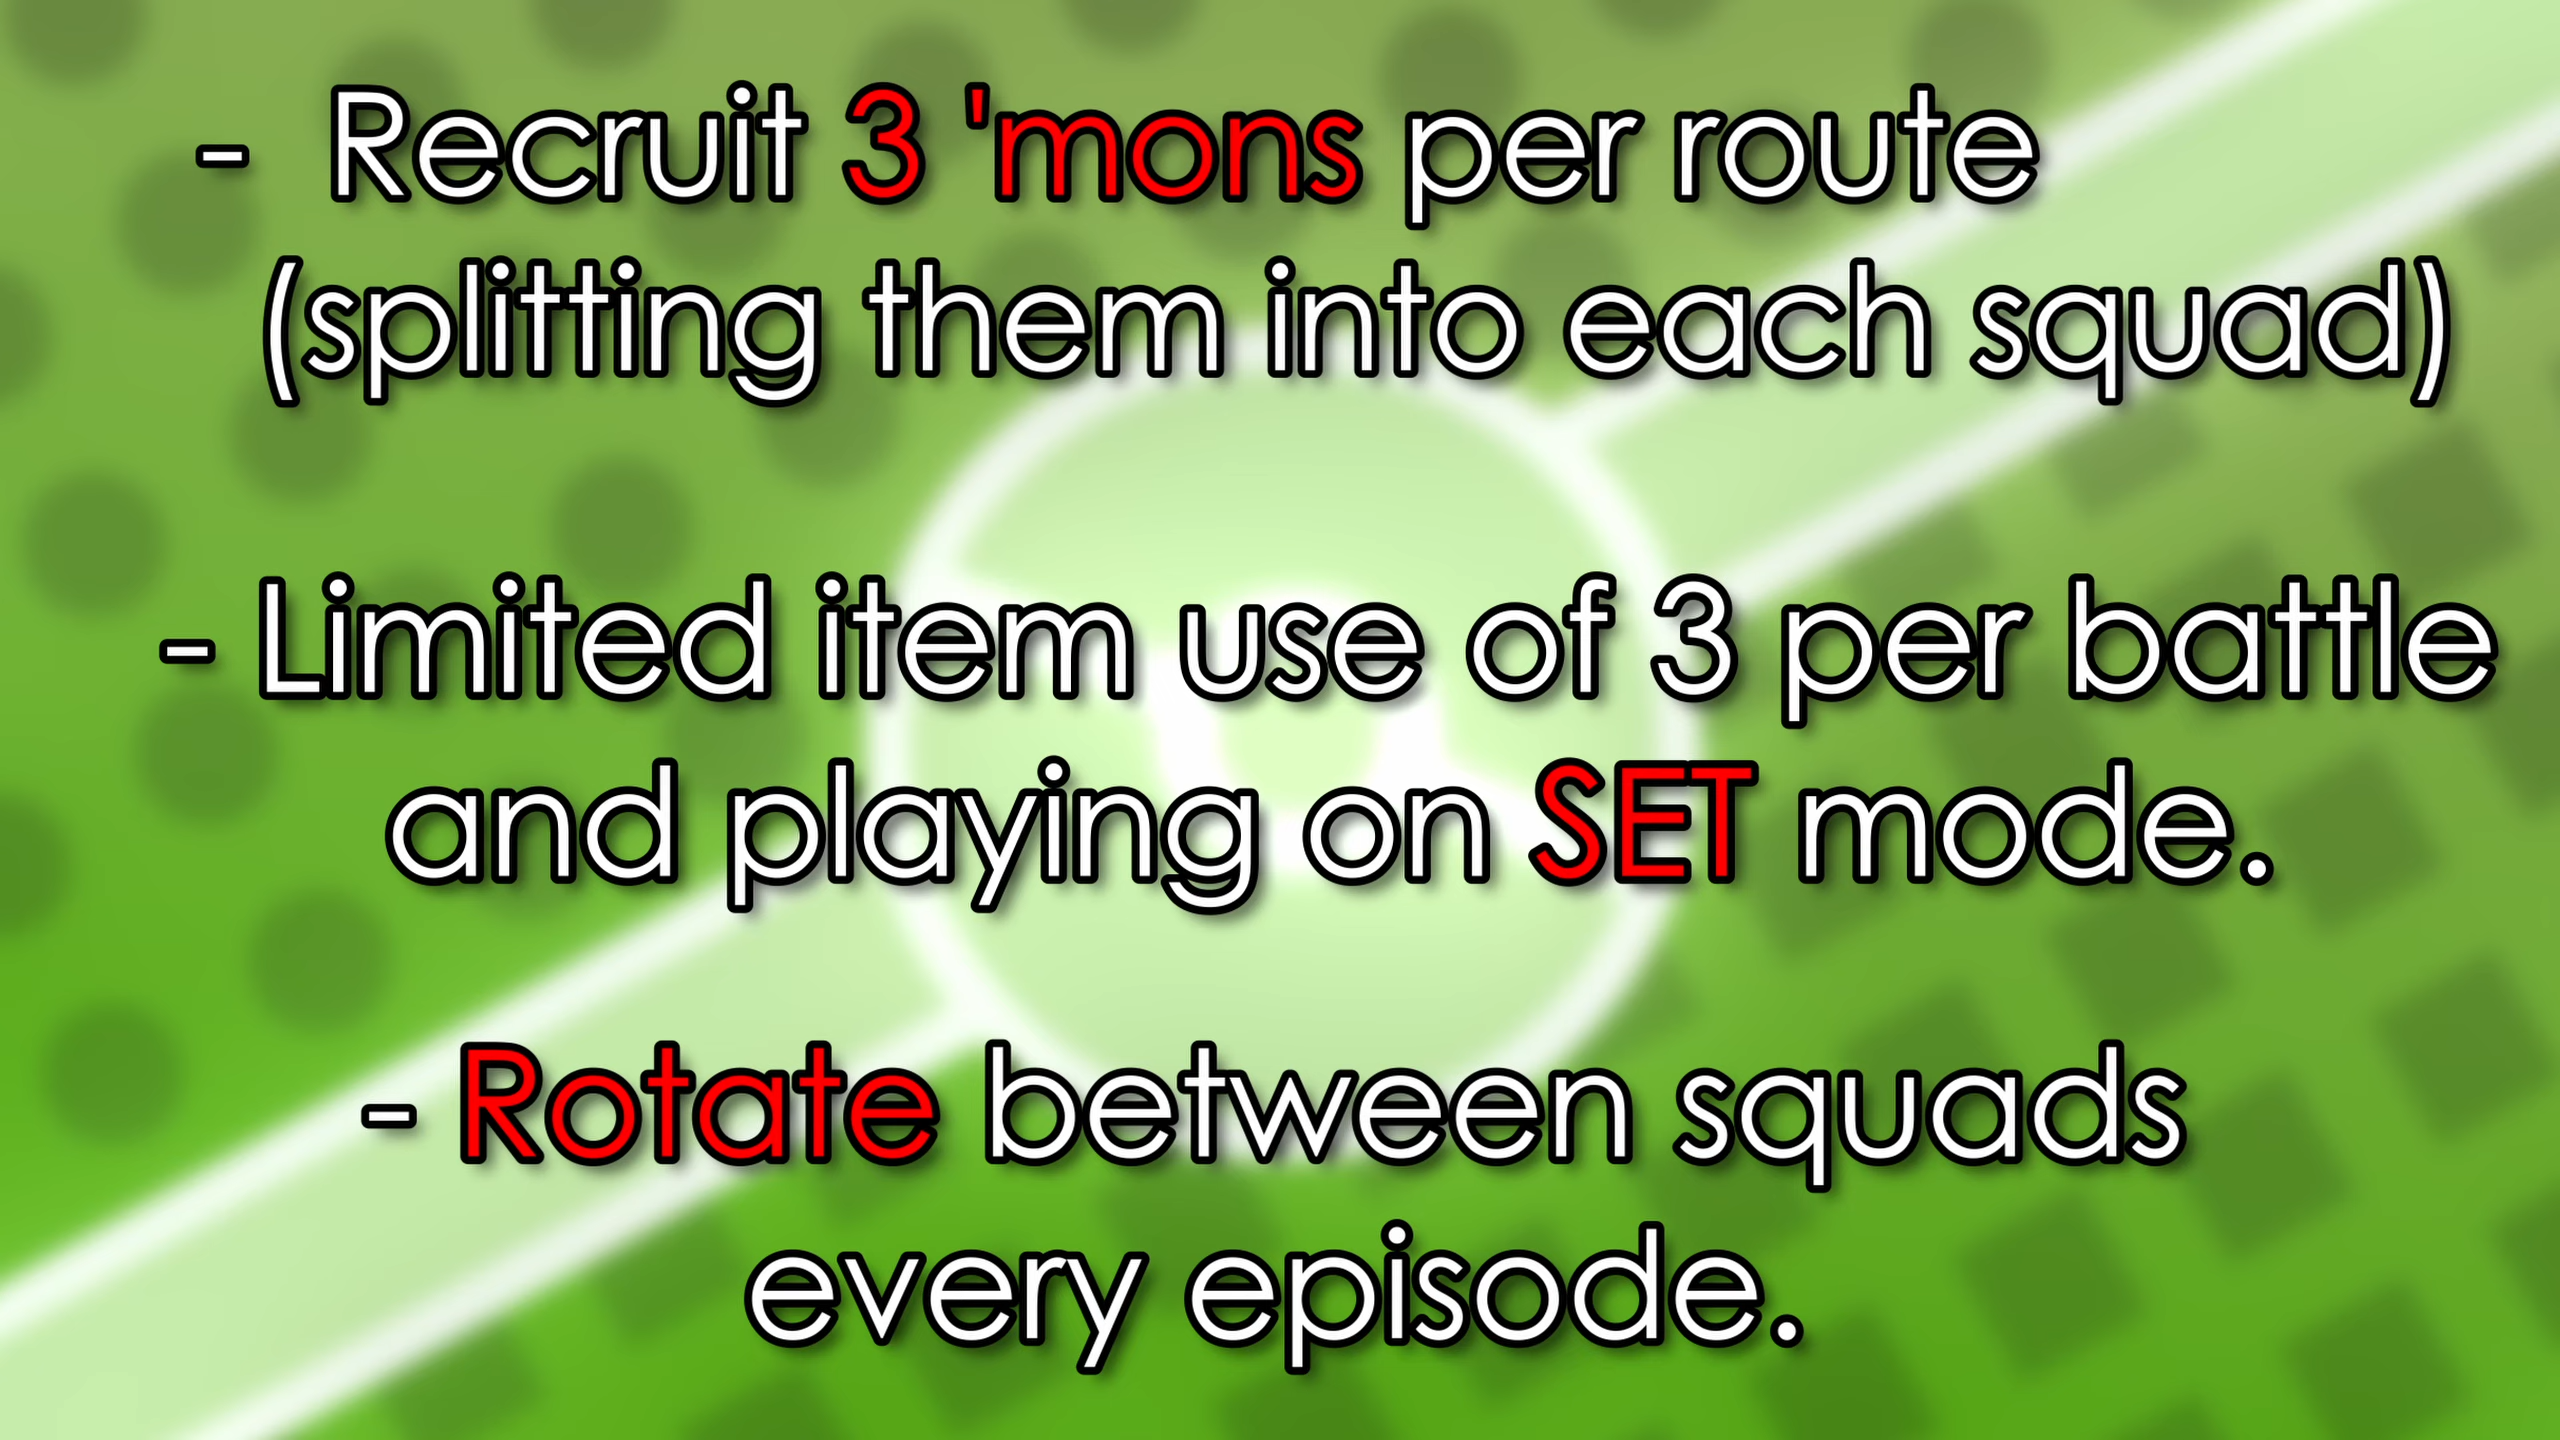 - Recruit 3 'mons per route
(splitting them into each squad)
- Limited item use of 3 per battle
and playing on SET mode.
- Rotate between squads
every episode.